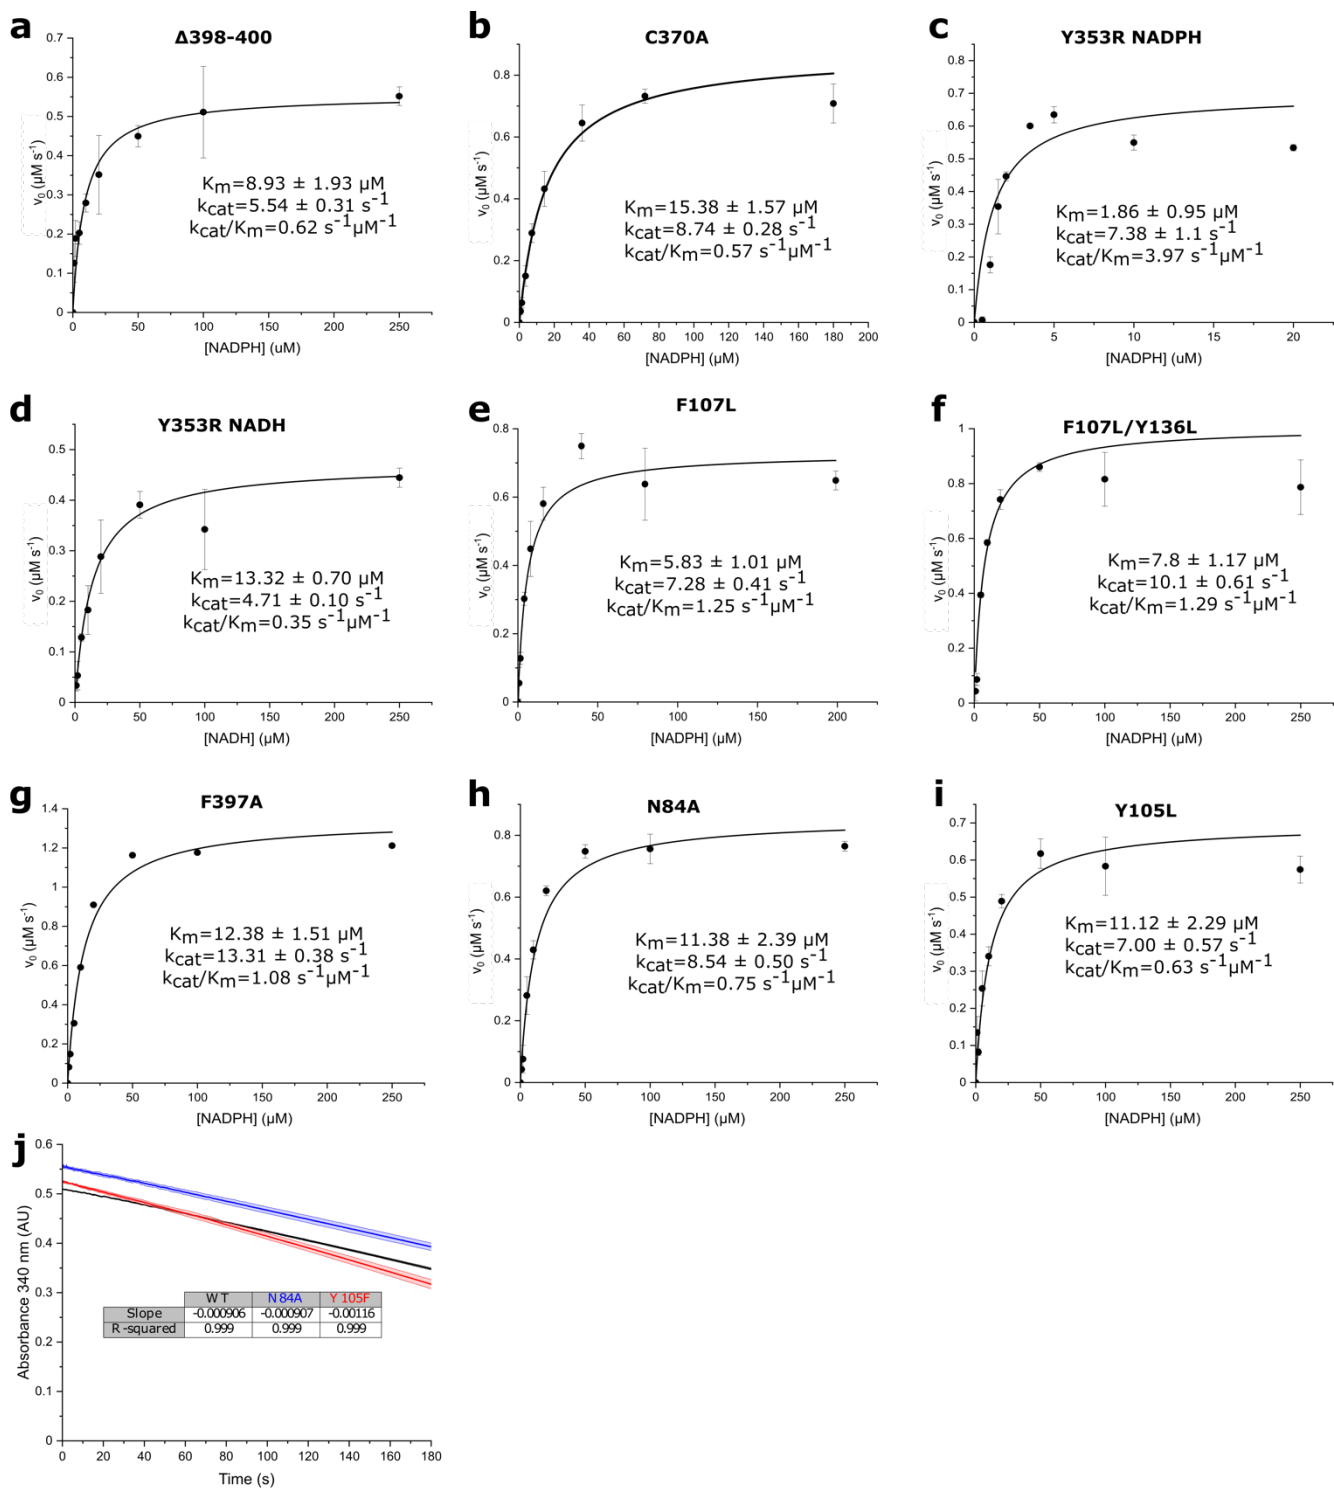 a
Δ398-400
0.7
0.6
0.5
0.4
0.3
0.2
0.1
0
v₀ (µM s⁻¹)
Km=8.93 ± 1.93 µM
kcat=5.54 ± 0.31 s⁻¹
kcat/Km=0.62 s⁻¹µM⁻¹
0 50 100 150 200 250
[NADPH] (uM)
b
C370A
0.8
0.6
0.4
0.2
0
v₀ (µM s⁻¹)
Km=15.38 ± 1.57 µM
kcat=8.74 ± 0.28 s⁻¹
kcat/Km=0.57 s⁻¹µM⁻¹
0 20 40 60 80 100 120 140 160 180 200
[NADPH] (µM)
c
Y353R NADPH
0.8
0.7
0.6
0.5
0.4
0.3
0.2
0.1
0
v₀ (µM s⁻¹)
Km=1.86 ± 0.95 µM
kcat=7.38 ± 1.1 s⁻¹
kcat/Km=3.97 s⁻¹µM⁻¹
0 5 10 15 20
[NADPH] (uM)
d
Y353R NADH
0.5
0.4
0.3
0.2
0.1
0
v₀ (µM s⁻¹)
Km=13.32 ± 0.70 µM
kcat=4.71 ± 0.10 s⁻¹
kcat/Km=0.35 s⁻¹µM⁻¹
0 50 100 150 200 250
[NADH] (µM)
e
F107L
0.8
0.6
0.4
0.2
0
v₀ (µM s⁻¹)
Km=5.83 ± 1.01 µM
kcat=7.28 ± 0.41 s⁻¹
kcat/Km=1.25 s⁻¹µM⁻¹
0 50 100 150 200
[NADPH] (µM)
f
F107L/Y136L
1
0.8
0.6
0.4
0.2
0
v₀ (µM s⁻¹)
Km=7.8 ± 1.17 µM
kcat=10.1 ± 0.61 s⁻¹
kcat/Km=1.29 s⁻¹µM⁻¹
0 50 100 150 200 250
[NADPH] (µM)
g
F397A
1.4
1.2
1
0.8
0.6
0.4
0.2
0
v₀ (µM s⁻¹)
Km=12.38 ± 1.51 µM
kcat=13.31 ± 0.38 s⁻¹
kcat/Km=1.08 s⁻¹µM⁻¹
0 50 100 150 200 250
[NADPH] (µM)
h
N84A
0.8
0.6
0.4
0.2
0
v₀ (µM s⁻¹)
Km=11.38 ± 2.39 µM
kcat=8.54 ± 0.50 s⁻¹
kcat/Km=0.75 s⁻¹µM⁻¹
0 50 100 150 200 250
[NADPH] (µM)
i
Y105L
0.7
0.6
0.5
0.4
0.3
0.2
0.1
0
v₀ (µM s⁻¹)
Km=11.12 ± 2.29 µM
kcat=7.00 ± 0.57 s⁻¹
kcat/Km=0.63 s⁻¹µM⁻¹
0 50 100 150 200 250
[NADPH] (µM)
j
0.6
0.5
0.4
0.3
0.2
0.1
0
Absorbance 340 nm (AU)
WT N84A Y105F
Slope -0.000906 -0.000907 -0.00116
R-squared 0.999 0.999 0.999
0 20 40 60 80 100 120 140 160 180
Time (s)